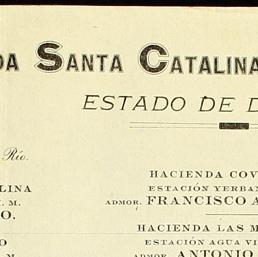 DA SANTA CATALINA
ESTADO DE D
Río.
HACIENDA COV
LINA
ESTACIÓN YERBAN
I. M.
ADMOR. FRANCISCO A
O.
HACIENDA LAS M
O
ESTACIÓN AGUA VI
M.
ADMOR. ANTONIO